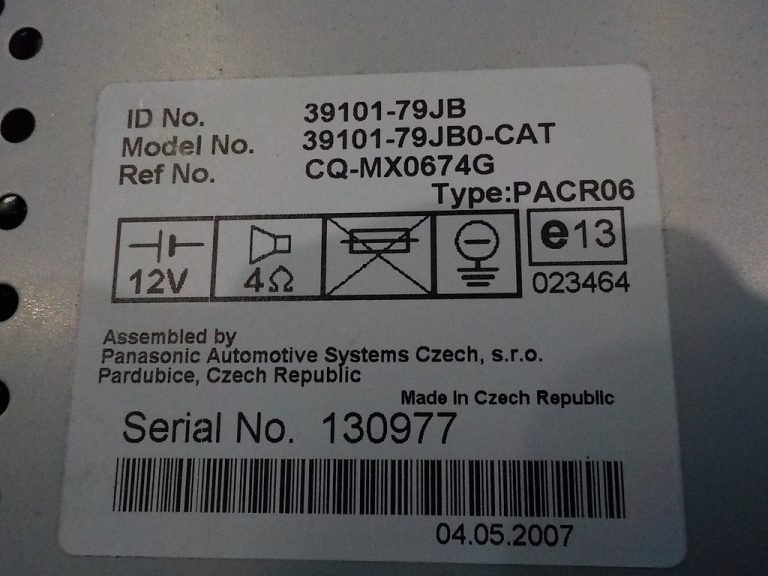 ID No. 39101-79JB
Model No. 39101-79JB0-CAT
Ref No. CQ-MX0674G
Type:PACR06
12V 4Ω e13
023464
Assembled by
Panasonic Automotive Systems Czech, s.r.o.
Pardubice, Czech Republic
Made in Czech Republic
Serial No. 130977
04.05.2007